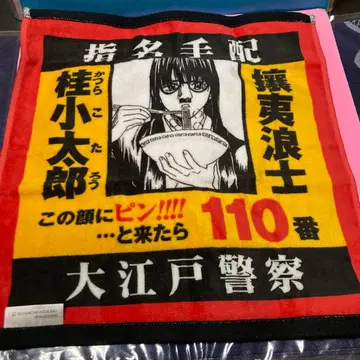 指名手配
攘夷浪士
桂小太郎
かつら こ た ろう
この顔にピン!!!!
…と来たら
110番
大江戸警察